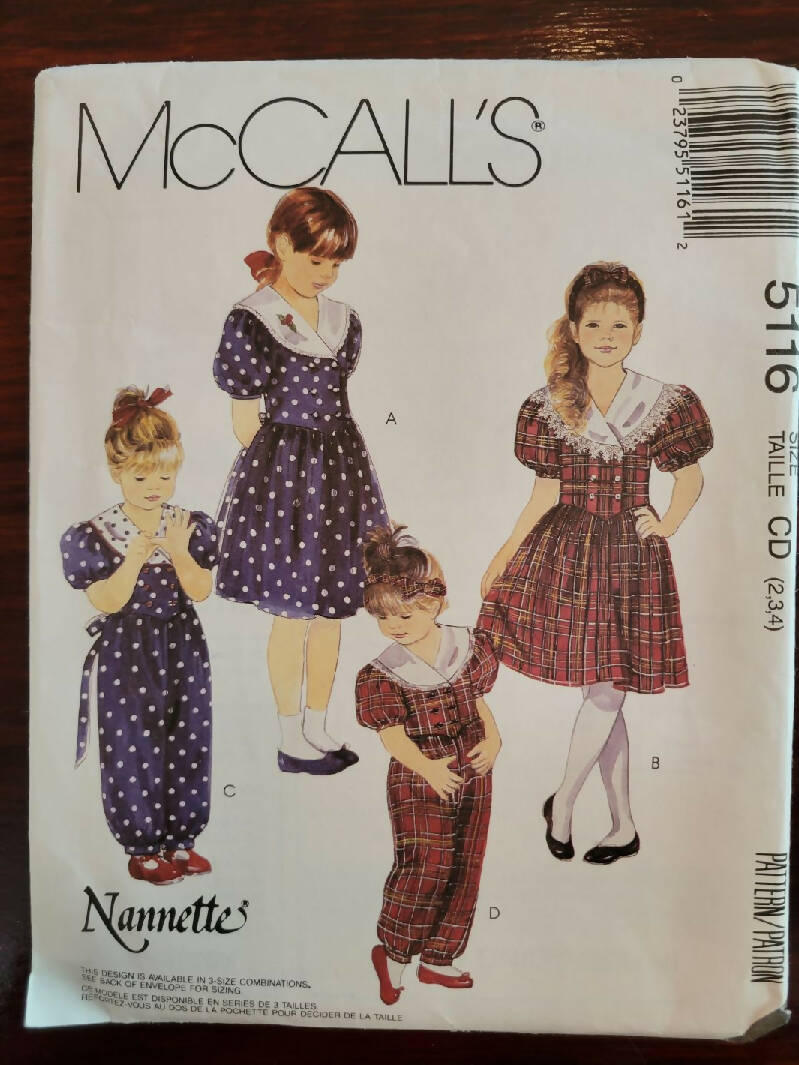 McCALL'S®
0 23795 51161 2
5116
SIZE
TAILLE CD (2,3,4)
A
B
C
D
Nannette®
THIS DESIGN IS AVAILABLE IN 3-SIZE COMBINATIONS.
SEE BACK OF ENVELOPE FOR SIZING.
CE MODELE EST DISPONIBLE EN SERIES DE 3 TAILLES
REPORTEZ-VOUS AU DOS DE LA POCHETTE POUR DECIDER DE LA TAILLE
PATTERN/PATRON